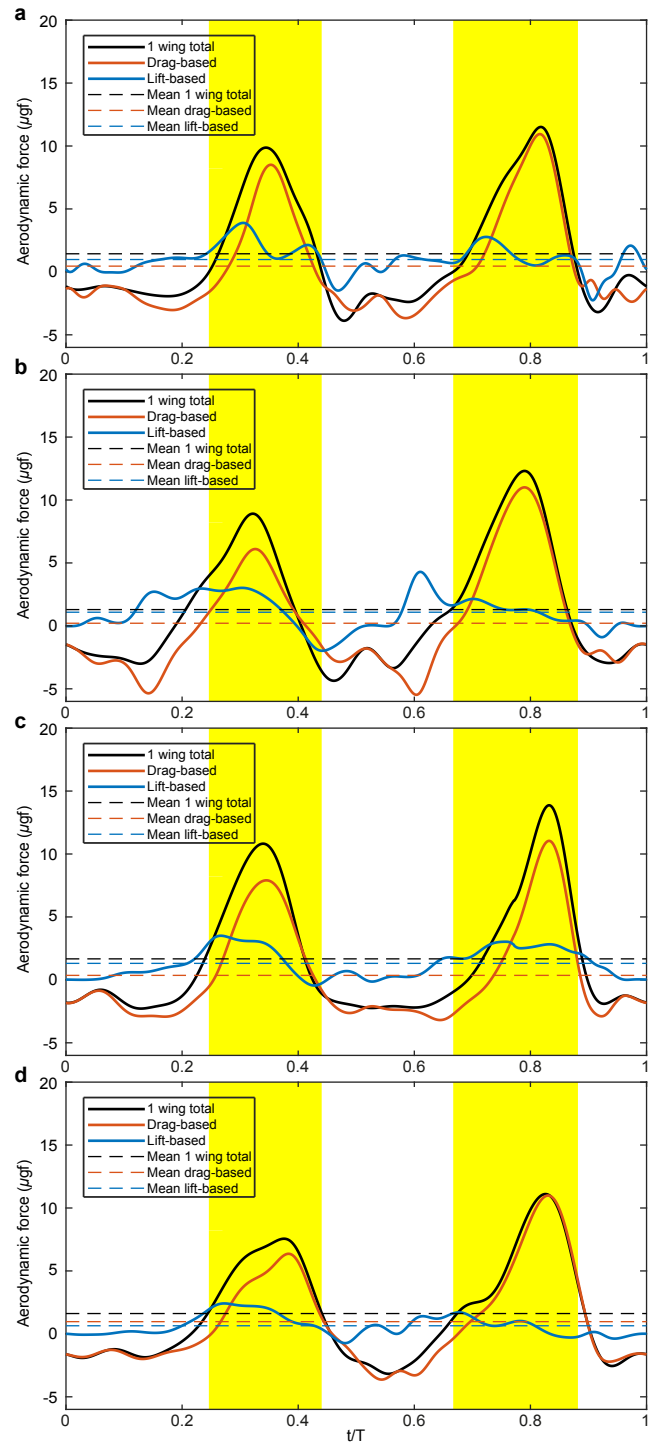 a
20
15
10
5
0
-5
Aerodynamic force (µgf)
1 wing total
Drag-based
Lift-based
Mean 1 wing total
Mean drag-based
Mean lift-based
0 0.2 0.4 0.6 0.8 1
b
20
15
10
5
0
-5
Aerodynamic force (µgf)
1 wing total
Drag-based
Lift-based
Mean 1 wing total
Mean drag-based
Mean lift-based
0 0.2 0.4 0.6 0.8 1
c
20
15
10
5
0
-5
Aerodynamic force (µgf)
1 wing total
Drag-based
Lift-based
Mean 1 wing total
Mean drag-based
Mean lift-based
0 0.2 0.4 0.6 0.8 1
d
20
15
10
5
0
-5
Aerodynamic force (µgf)
1 wing total
Drag-based
Lift-based
Mean 1 wing total
Mean drag-based
Mean lift-based
0 0.2 0.4 0.6 0.8 1
t/T